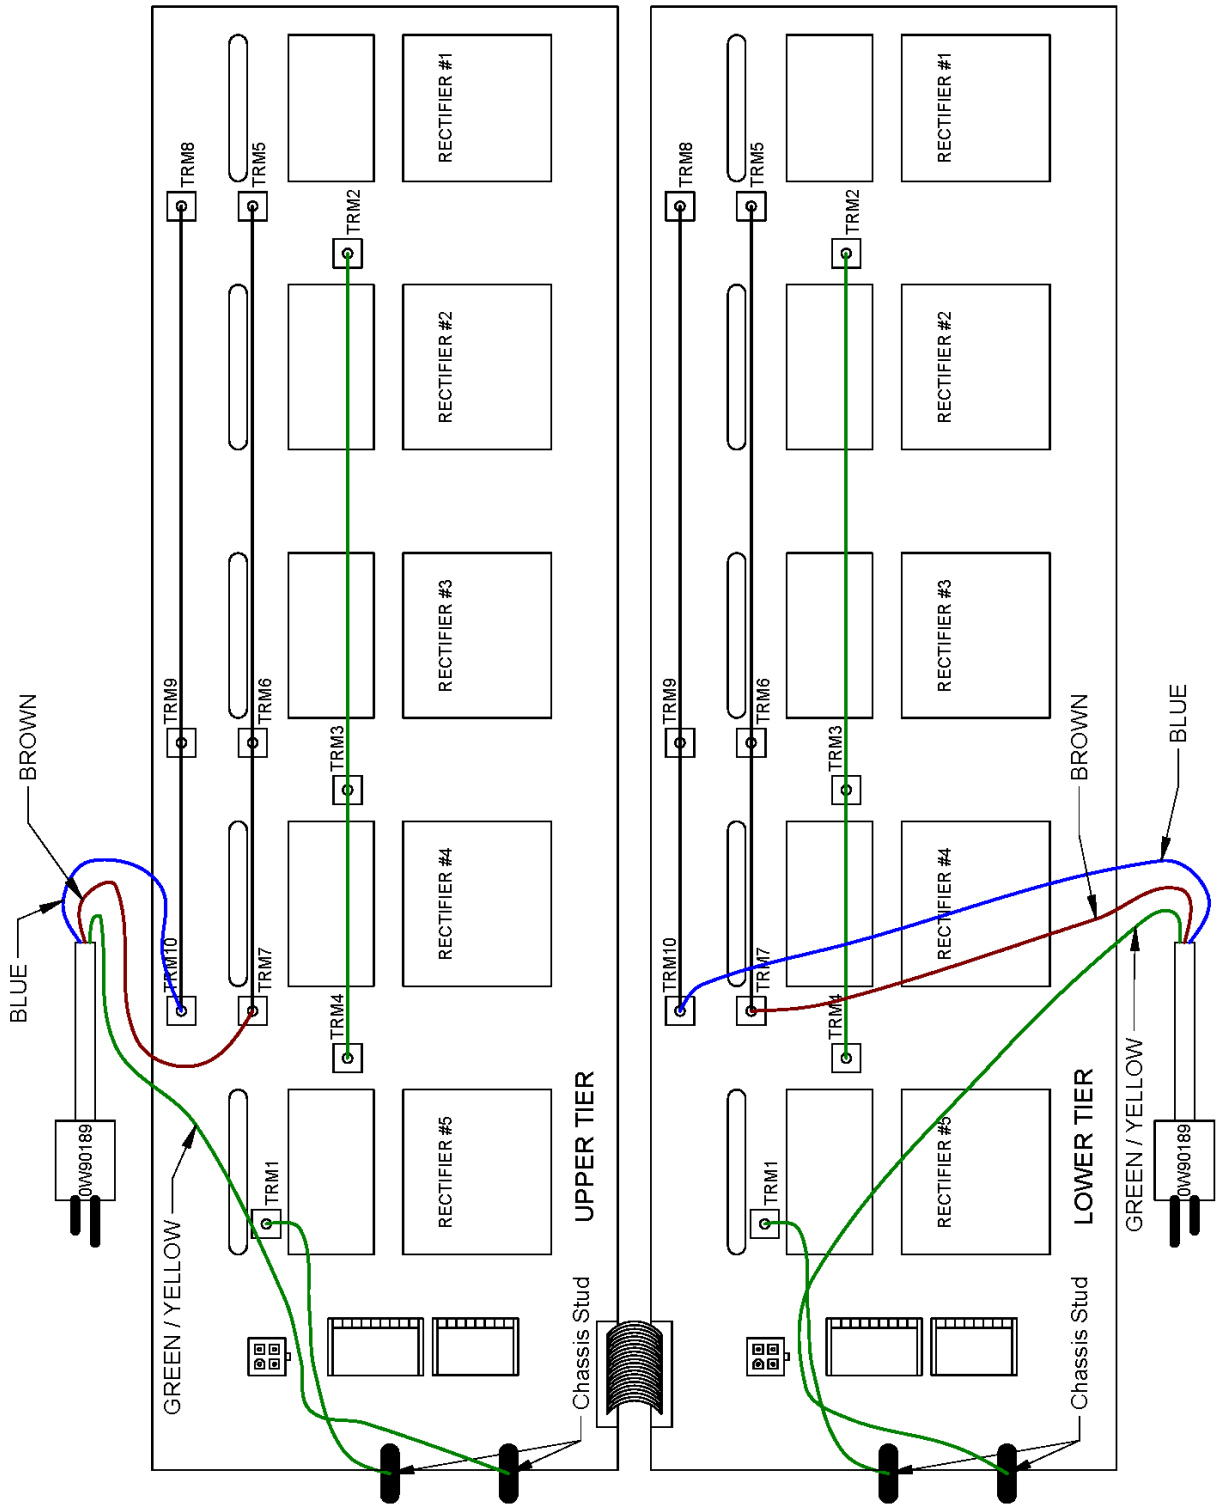 TRM8
TRM5
RECTIFIER #1
TRM2
RECTIFIER #2
TRM9
TRM6
TRM3
RECTIFIER #3
BROWN
BLUE
TRM10
TRM7
TRM4
RECTIFIER #4
0W90189
GREEN / YELLOW
TRM1
RECTIFIER #5
UPPER TIER
Chassis Stud
TRM8
TRM5
RECTIFIER #1
TRM2
RECTIFIER #2
TRM9
TRM6
TRM3
RECTIFIER #3
BROWN
BLUE
TRM10
TRM7
TRM4
RECTIFIER #4
0W90189
GREEN / YELLOW
TRM1
RECTIFIER #5
LOWER TIER
Chassis Stud